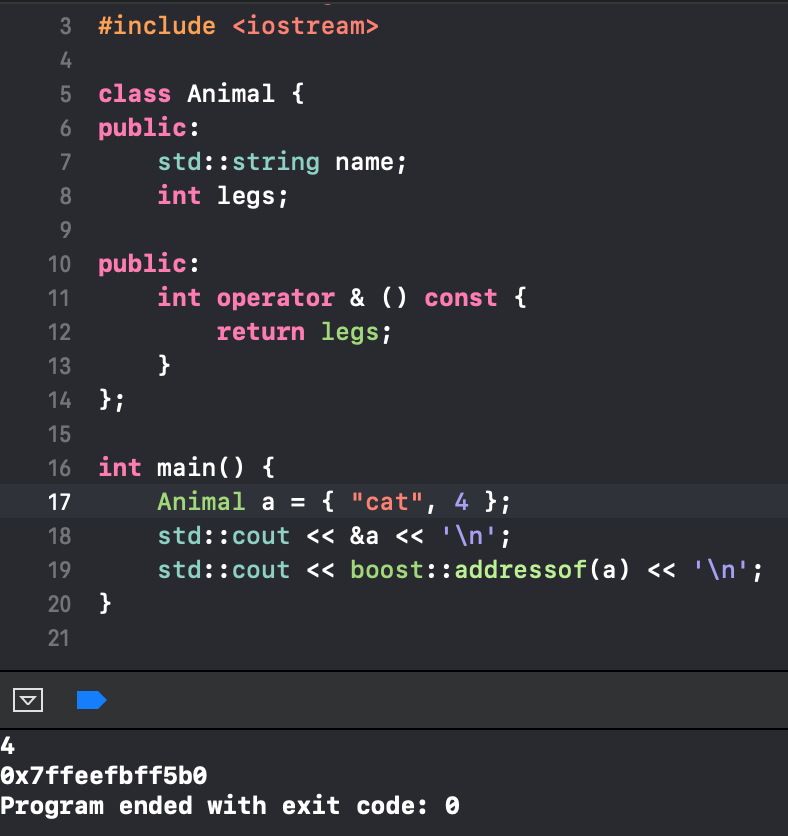 3 #include <iostream>
4
5 class Animal {
6 public:
7     std::string name;
8     int legs;
9
10 public:
11     int operator & () const {
12         return legs;
13     }
14 };
15
16 int main() {
17     Animal a = { "cat", 4 };
18     std::cout << &a << '\n';
19     std::cout << boost::addressof(a) << '\n';
20 }
21
4
0x7ffeefbff5b0
Program ended with exit code: 0